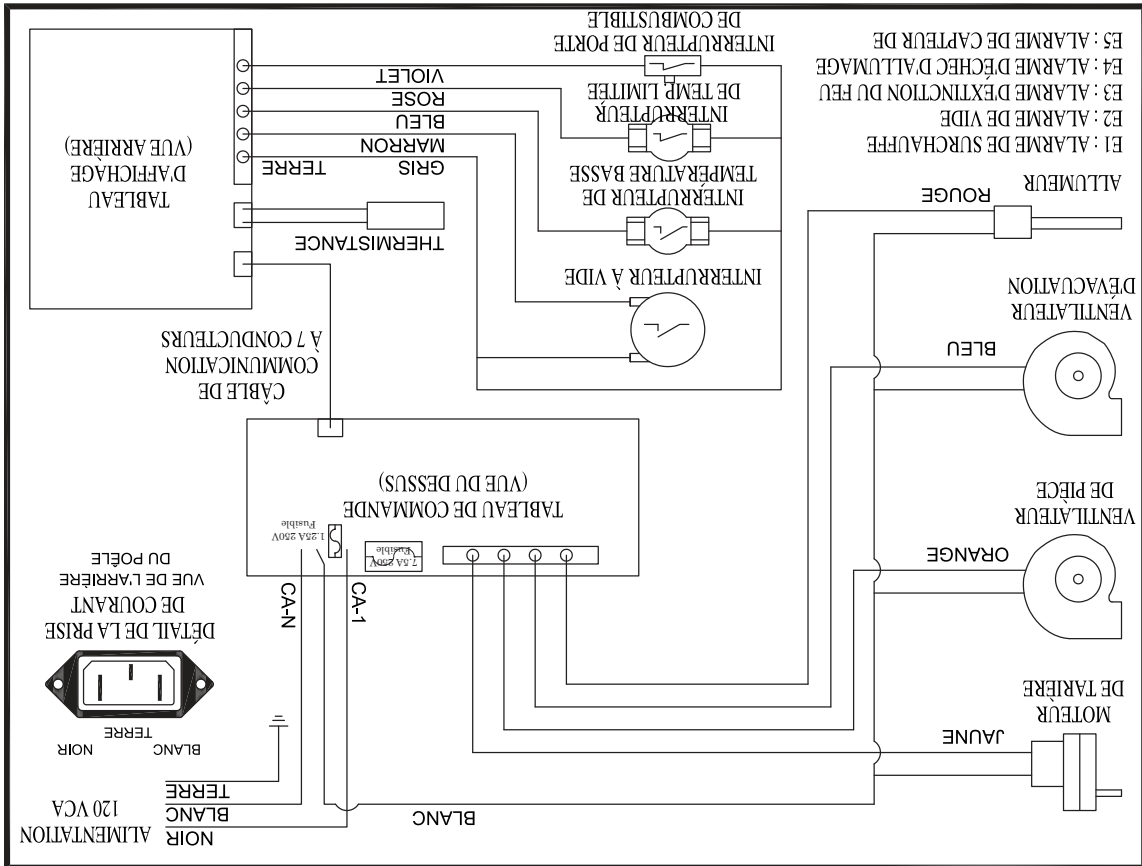 NOIR
ALIMENTATION
120 VCA
BLANC
TERRE
BLANC
MOTEUR
DE TARIÈRE
JAUNE
BLANC
NOIR
TERRE
DÉTAIL DE LA PRISE
DE COURANT
VUE DE L'ARRIÈRE
DU POÊLE
CA-1
CA-N
VENTILATEUR
DE PIÈCE
ORANGE
7.5A 250V
Fusible
1.25A 250V
Fusible
TABLEAU DE COMMANDE
(VUE DU DESSUS)
VENTILATEUR
D'ÉVACUATION
BLEU
CÂBLE DE
COMMUNICATION
À 7 CONDUCTEURS
INTERRUPTEUR À VIDE
ALLUMEUR
ROUGE
THERMISTANCE
INTERRUPTEUR DE
TEMPÉRATURE BASSE
TABLEAU
D'AFFICHAGE
(VUE ARRIÈRE)
GRIS
TERRE
MARRON
BLEU
ROSE
VIOLET
INTERRUPTEUR
DE TEMP LIMITÉE
INTERRUPTEUR DE PORTE
DE COMBUSTIBLE
E1 : ALARME DE SURCHAUFFE
E2 : ALARME DE VIDE
E3 : ALARME D'EXTINCTION DU FEU
E4 : ALARME D'ÉCHEC D'ALLUMAGE
E5 : ALARME DE CAPTEUR DE